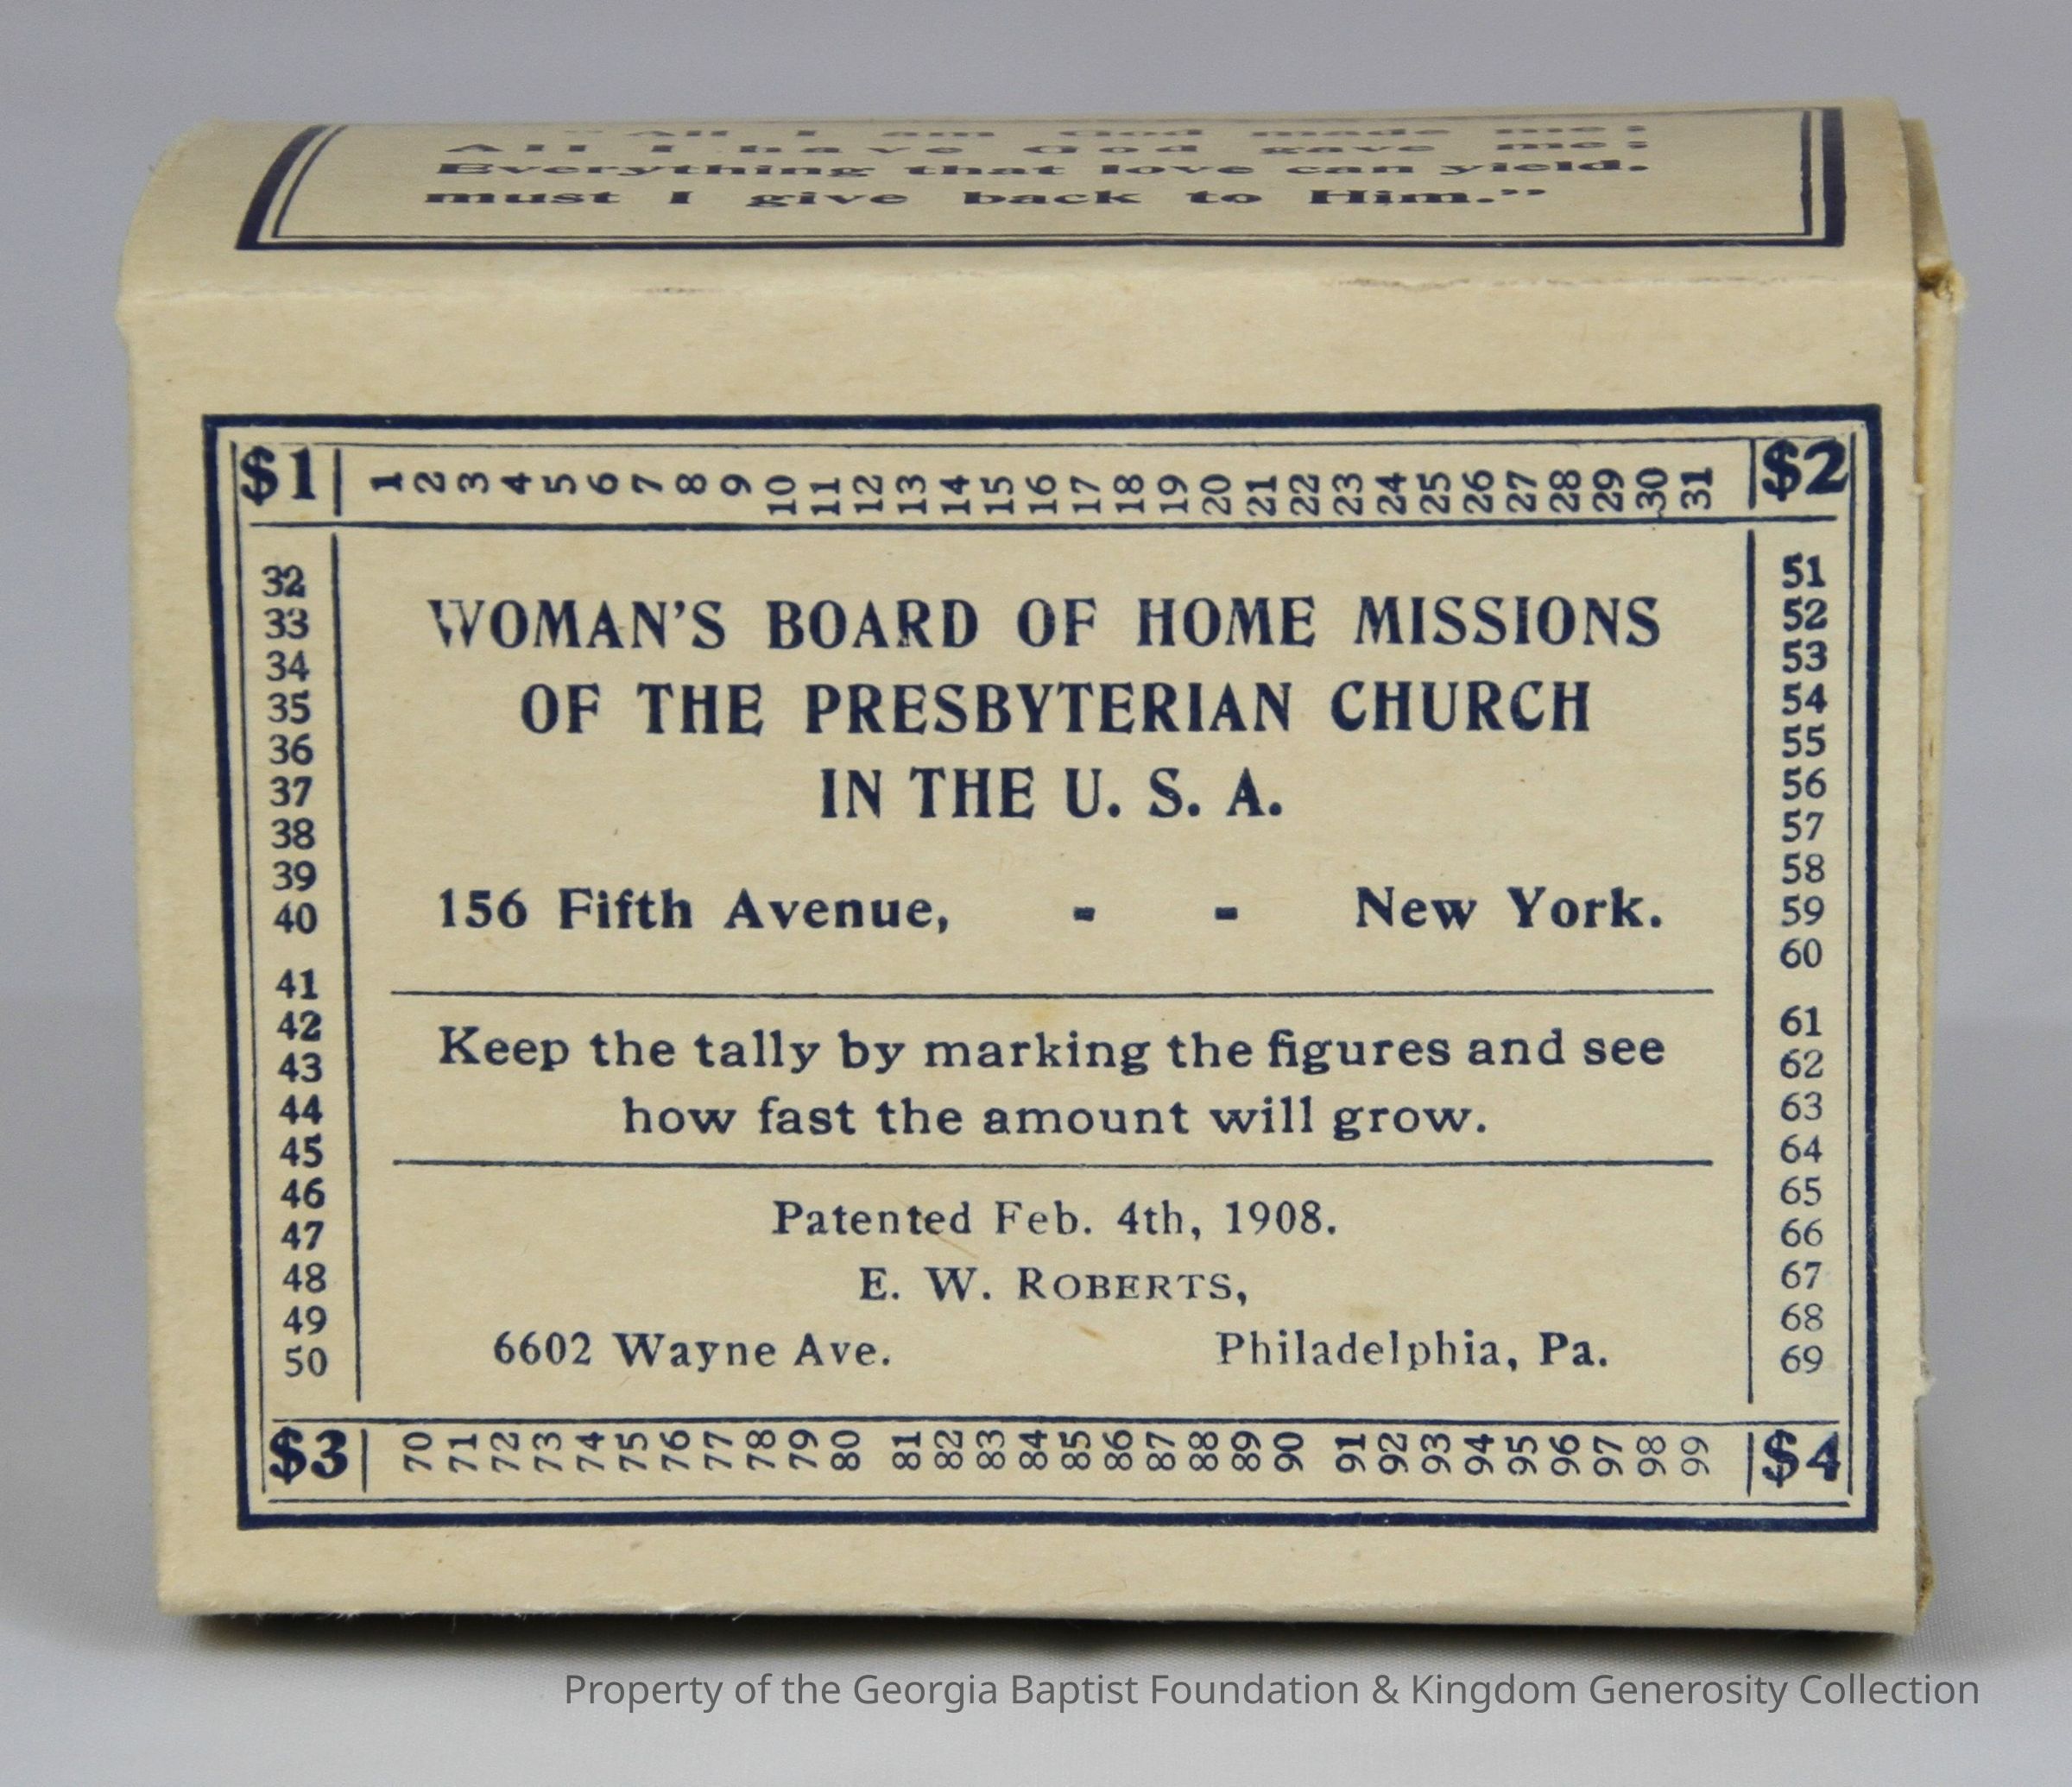 "All I am God made me;
All I have God gave me;
Everything that love can yield,
must I give back to Him."
$1 1 2 3 4 5 6 7 8 9 10 11 12 13 14 15 16 17 18 19 20 21 22 23 24 25 26 27 28 29 30 31 $2
32
33
34
35
36
37
38
39
40
41
42
43
44
45
46
47
48
49
50
WOMAN'S BOARD OF HOME MISSIONS
OF THE PRESBYTERIAN CHURCH
IN THE U. S. A.
156 Fifth Avenue, - - New York.
Keep the tally by marking the figures and see
how fast the amount will grow.
Patented Feb. 4th, 1908.
E. W. ROBERTS,
6602 Wayne Ave. Philadelphia, Pa.
51
52
53
54
55
56
57
58
59
60
61
62
63
64
65
66
67
68
69
$3 70 71 72 73 74 75 76 77 78 79 80 81 82 83 84 85 86 87 88 89 90 91 92 93 94 95 96 97 98 99 $4
Property of the Georgia Baptist Foundation & Kingdom Generosity Collection